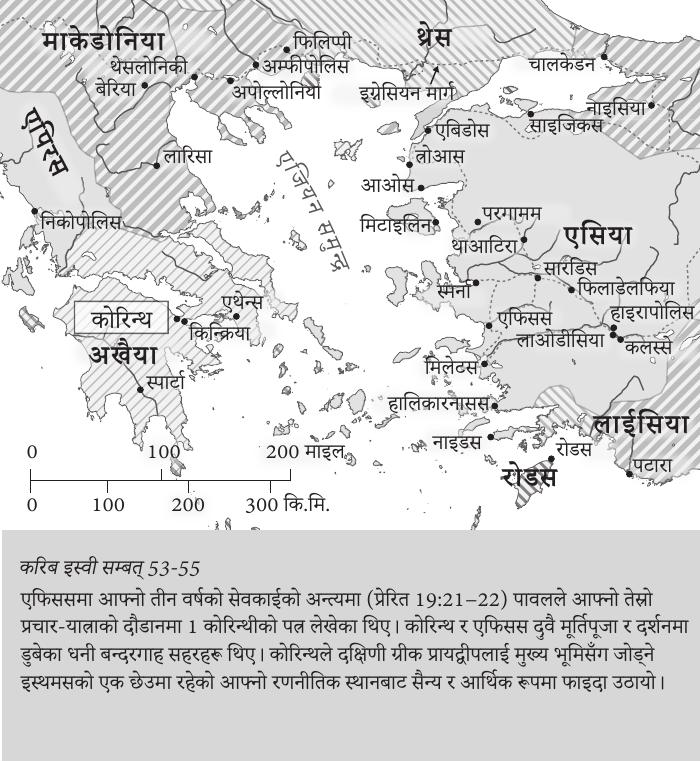 माकेडोनिया
थ्रेस
फिलिप्पी
थेसलोनिकी
अम्फीपोलिस
चालकेडन
बेरिया
अपोल्लोनिया
इग्रेसियन मार्ग
नाइसिया
एपिरस
एबिडोस
साइजिकस
लारिसा
त्रोआस
एजियन समुन्द्र
आओस
निकोपोलिस
मिटाइलिन
परगामम
थाआटिरा
एसिया
सारडिस
स्मर्ना
फिलाडेलफिया
एथेन्स
हाइरापोलिस
कोरिन्थ
किन्क्रिया
एफिसस
लाओडीसिया
कलस्से
अखैया
मिलेटस
स्पार्टा
हालिकारनासस
लाईसिया
नाइडस
रोडस
रोडस
पटारा
0 100 200 माइल
0 100 200 300 कि.मि.
करिब इस्वी सम्बत् 53-55
एफिससमा आफ्नो तीन वर्षको सेवकाईको अन्त्यमा (प्रेरित 19:21–22) पावलले आफ्नो तेस्रो
प्रचार-यात्राको दौडानमा 1 कोरिन्थीको पत्र लेखेका थिए। कोरिन्थ र एफिसस दुवै मूर्तिपूजा र दर्शनमा
डुबेका धनी बन्दरगाह सहरहरू थिए। कोरिन्थले दक्षिणी ग्रीक प्रायद्वीपलाई मुख्य भूमिसँग जोड्ने
इस्थमसको एक छेउमा रहेको आफ्नो रणनीतिक स्थानबाट सैन्य र आर्थिक रूपमा फाइदा उठायो।